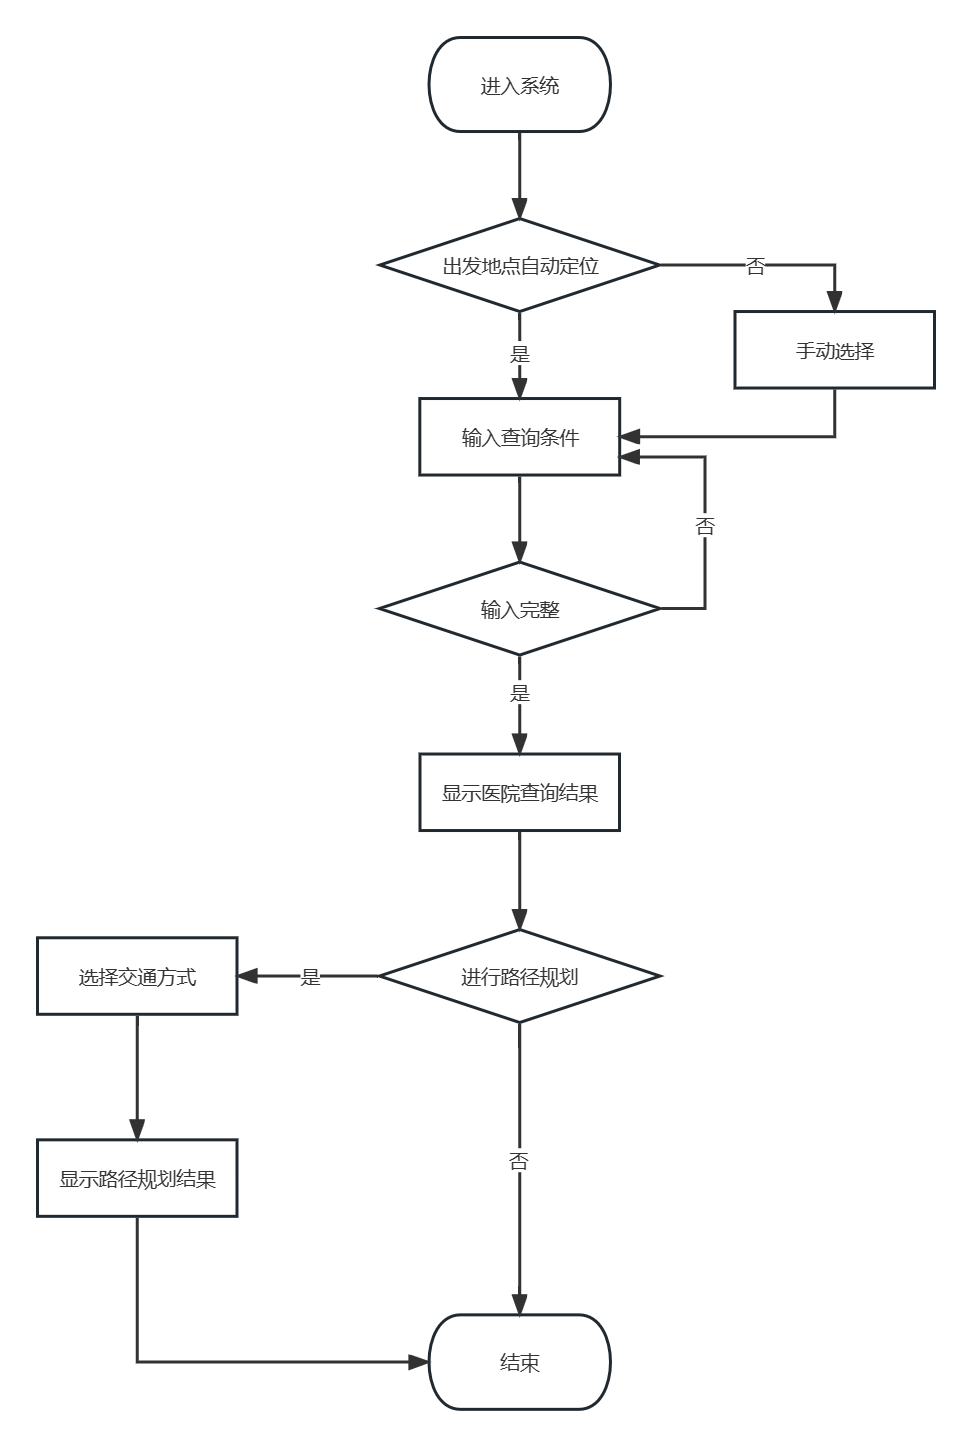 进入系统
出发地点自动定位
否
手动选择
是
输入查询条件
否
输入完整
是
显示医院查询结果
进行路径规划
是
选择交通方式
否
显示路径规划结果
结束